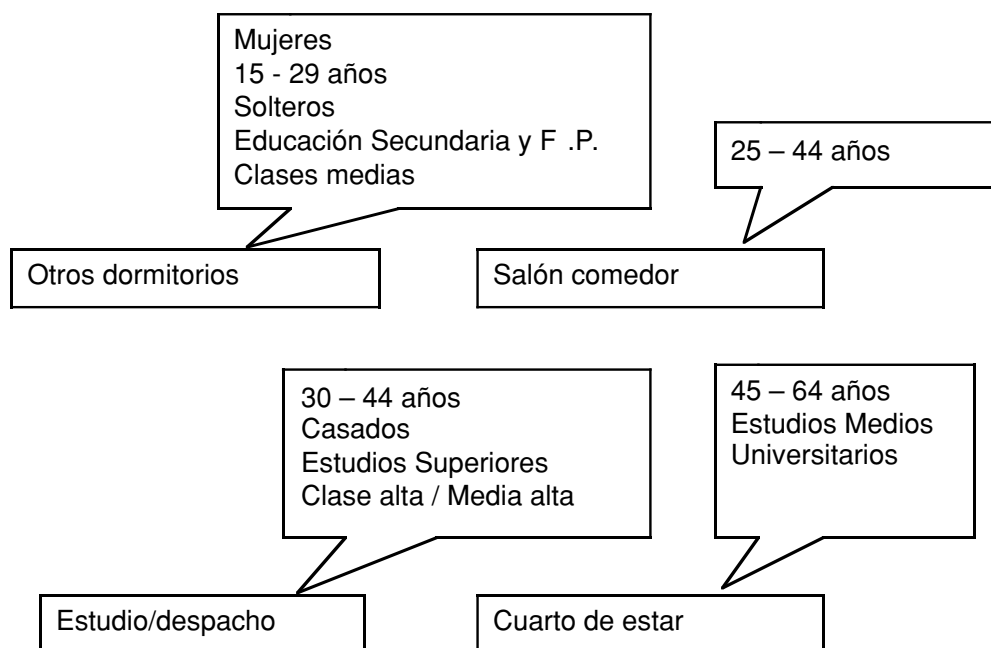 Mujeres
15 - 29 años
Solteros
Educación Secundaria y F .P.
Clases medias
25 – 44 años
Otros dormitorios
Salón comedor
30 – 44 años
Casados
Estudios Superiores
Clase alta / Media alta
45 – 64 años
Estudios Medios
Universitarios
Estudio/despacho
Cuarto de estar